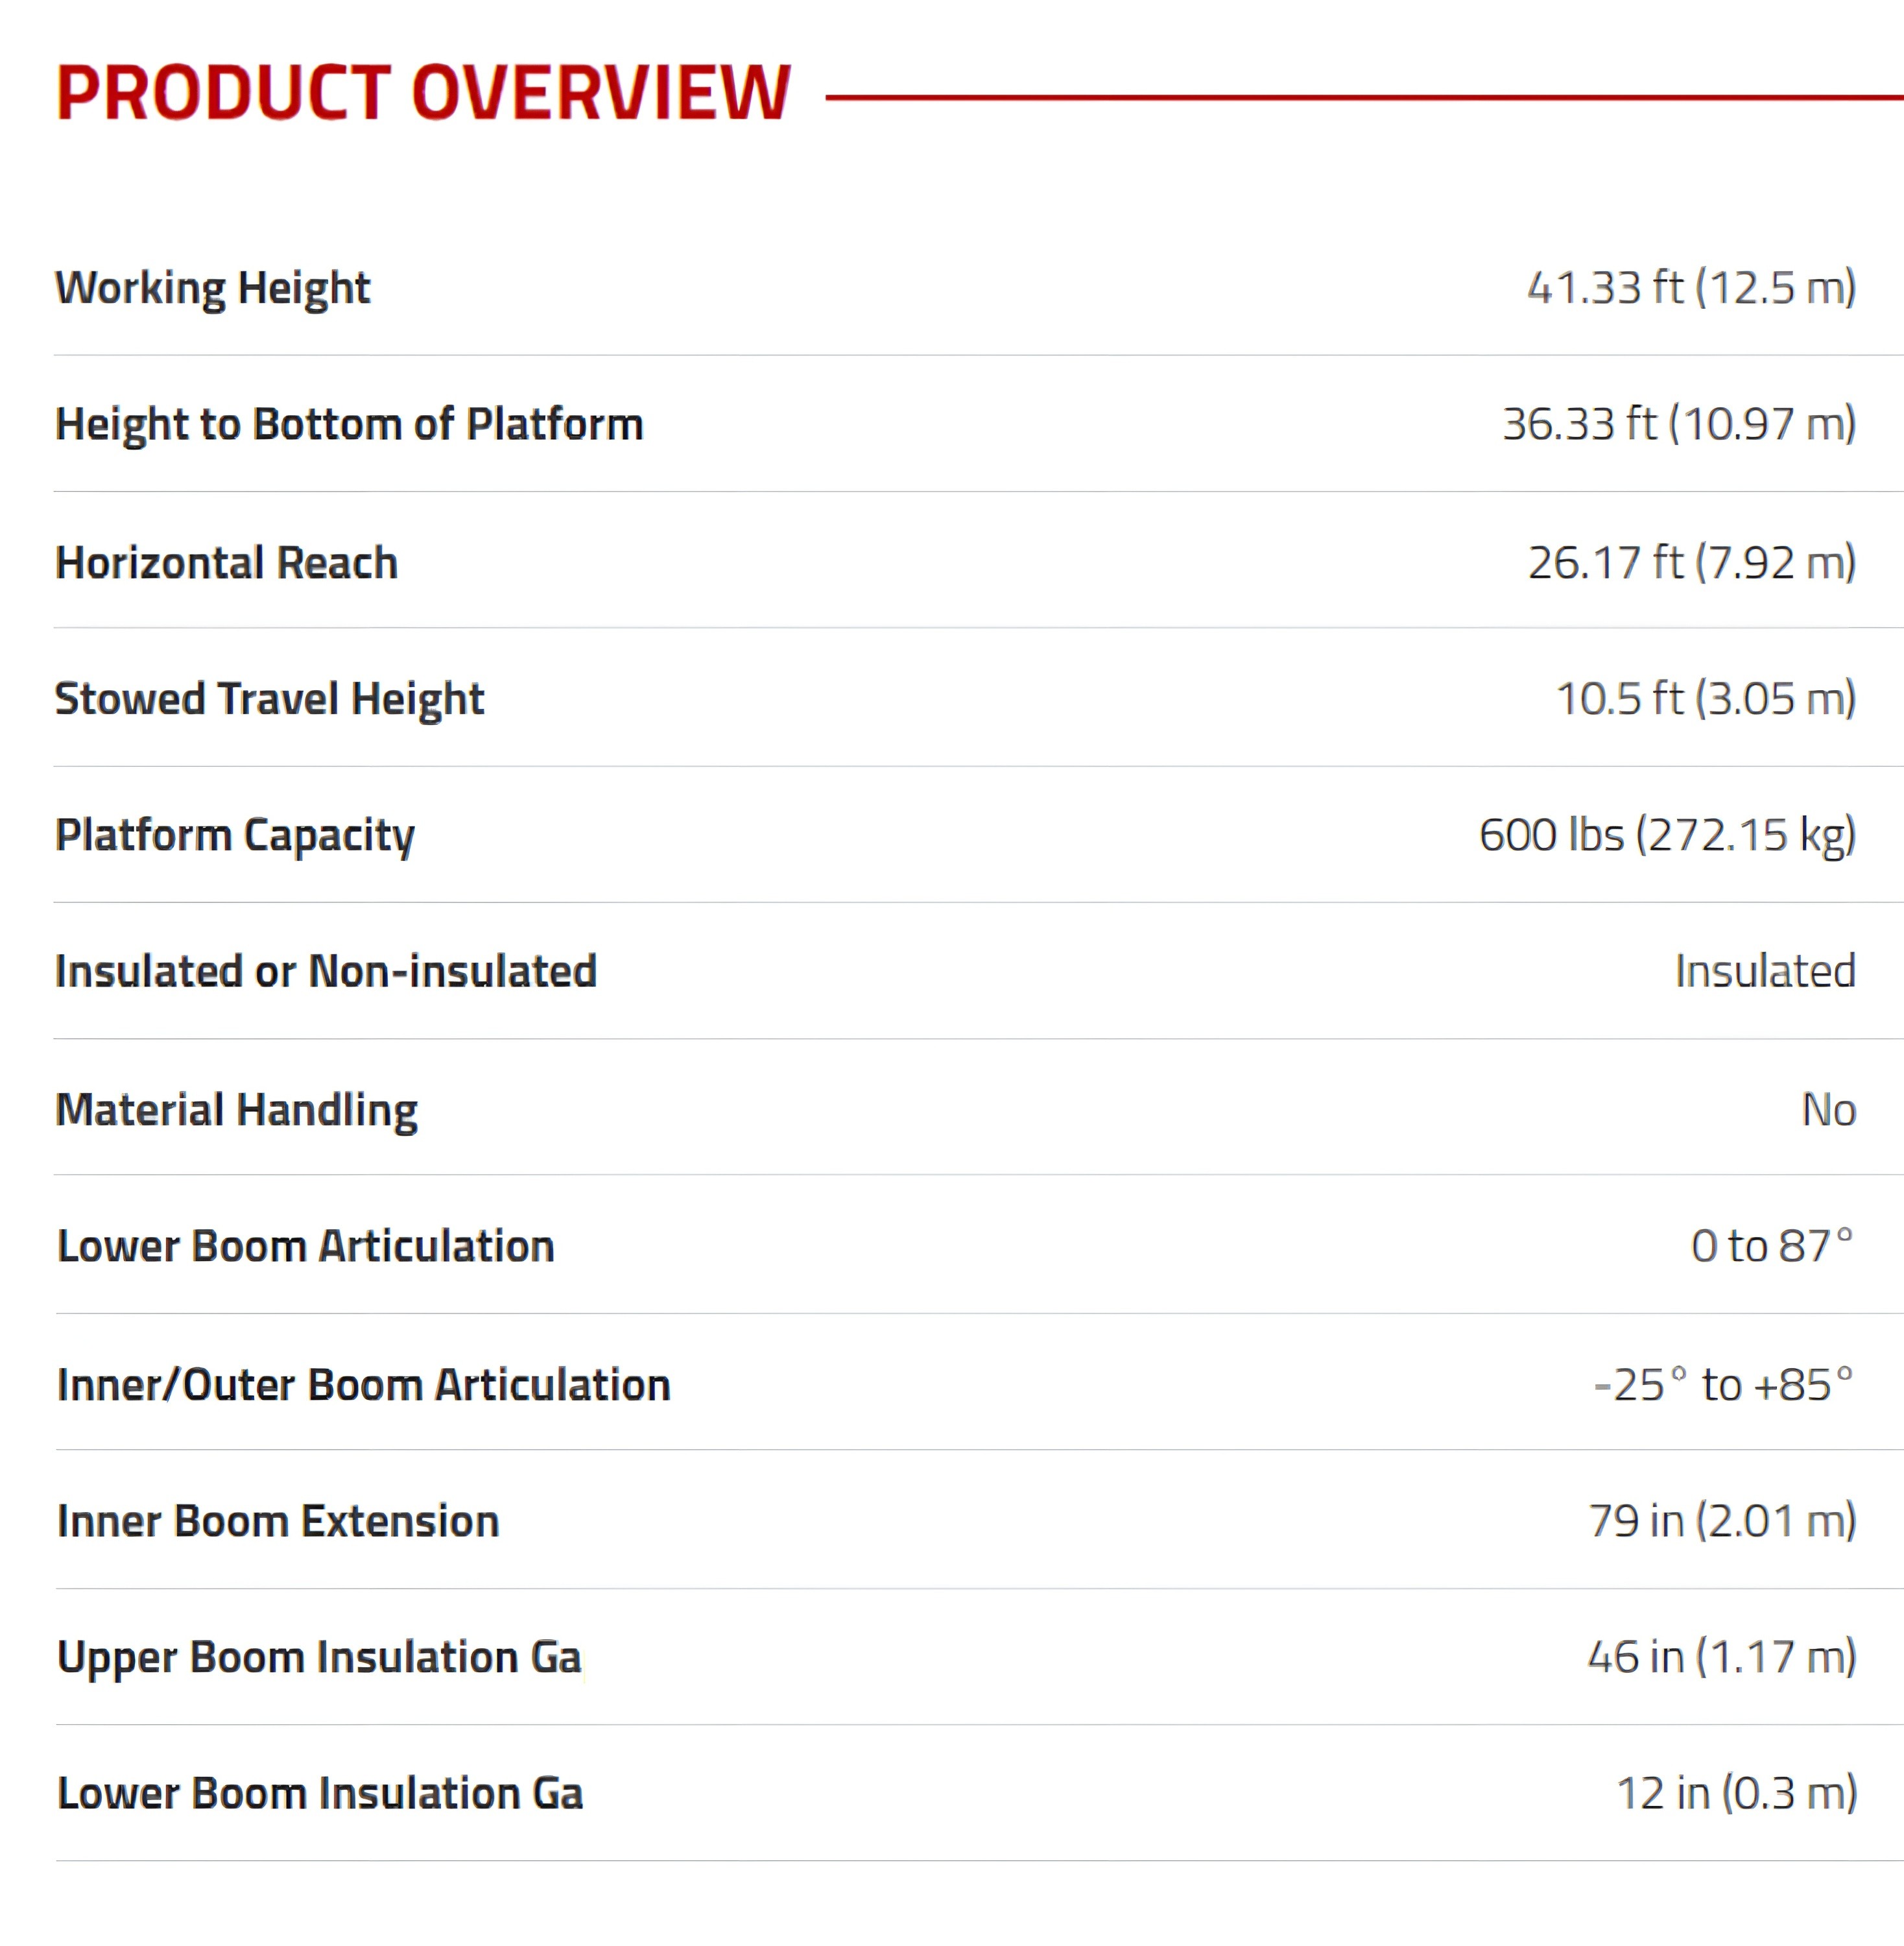 PRODUCT OVERVIEW
Working Height 41.33 ft (12.5 m)
Height to Bottom of Platform 36.33 ft (10.97 m)
Horizontal Reach 26.17 ft (7.92 m)
Stowed Travel Height 10.5 ft (3.05 m)
Platform Capacity 600 lbs (272.15 kg)
Insulated or Non-insulated Insulated
Material Handling No
Lower Boom Articulation 0 to 87°
Inner/Outer Boom Articulation -25° to +85°
Inner Boom Extension 79 in (2.01 m)
Upper Boom Insulation Ga 46 in (1.17 m)
Lower Boom Insulation Ga 12 in (0.3 m)